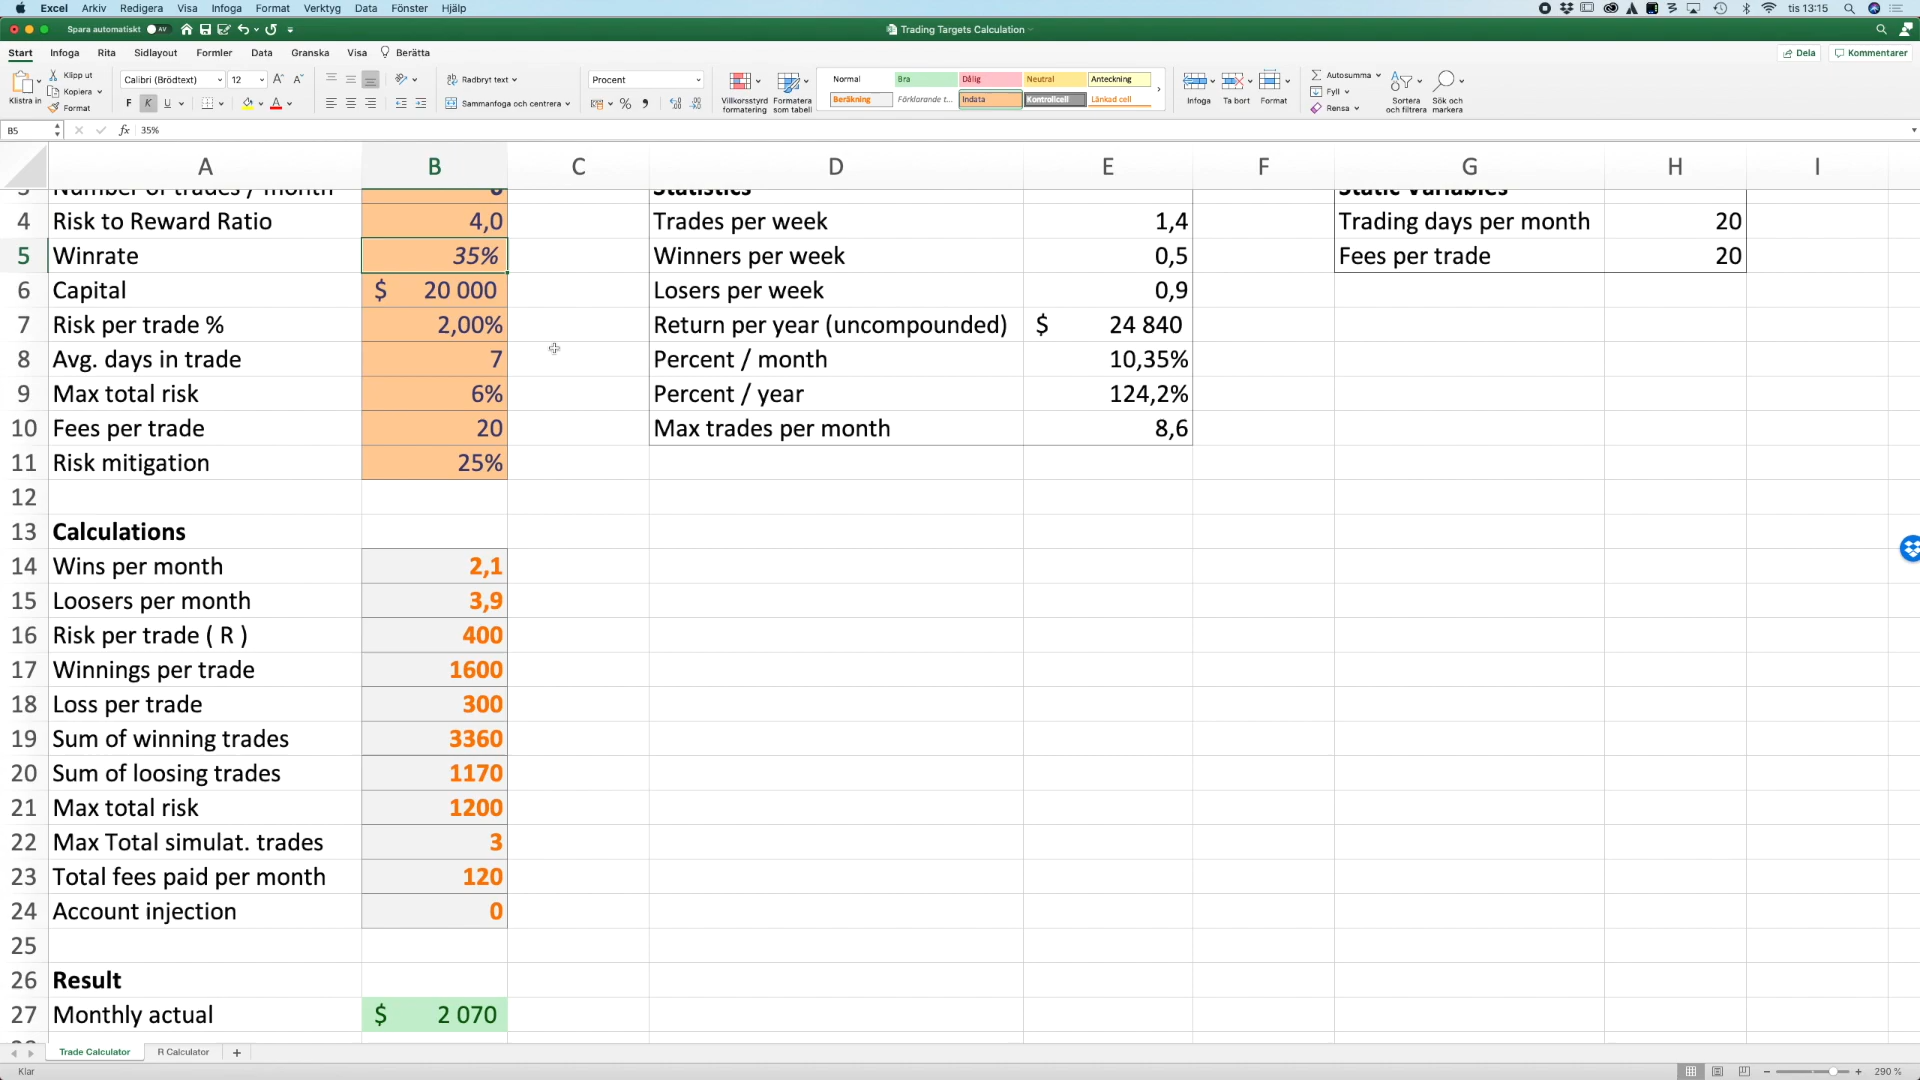 Excel Arkiv Redigera Visa Infoga Format Verktyg Data Fönster Hjälp tis 13:15
Spara automatiskt AV Trading Targets Calculation
Start Infoga Rita Sidlayout Formler Data Granska Visa Berätta Dela Kommentarer
Klistra in Klipp ut Kopiera Format
Calibri (Brödtext) 12
F K U
Radbryt text
Sammanfoga och centrera
Procent
Villkorsstyrd formatering Formatera som tabell
Normal Bra Dålig Neutral Anteckning
Beräkning Förklarande t... Indata Kontrollcell Länkad cell
Infoga Ta bort Format
Autosumma Fyll Rensa
Sortera och filtrera Sök och markera
B5 fx 35%
A B C D E F G H I
3 Number of trades / month 6 Statistics Static Variables
4 Risk to Reward Ratio 4,0 Trades per week 1,4 Trading days per month 20
5 Winrate 35% Winners per week 0,5 Fees per trade 20
6 Capital $ 20 000 Losers per week 0,9
7 Risk per trade % 2,00% Return per year (uncompounded) $ 24 840
8 Avg. days in trade 7 Percent / month 10,35%
9 Max total risk 6% Percent / year 124,2%
10 Fees per trade 20 Max trades per month 8,6
11 Risk mitigation 25%
12
13 Calculations
14 Wins per month 2,1
15 Loosers per month 3,9
16 Risk per trade ( R ) 400
17 Winnings per trade 1600
18 Loss per trade 300
19 Sum of winning trades 3360
20 Sum of loosing trades 1170
21 Max total risk 1200
22 Max Total simulat. trades 3
23 Total fees paid per month 120
24 Account injection 0
25
26 Result
27 Monthly actual $ 2 070
Trade Calculator R Calculator +
Klar 290 %